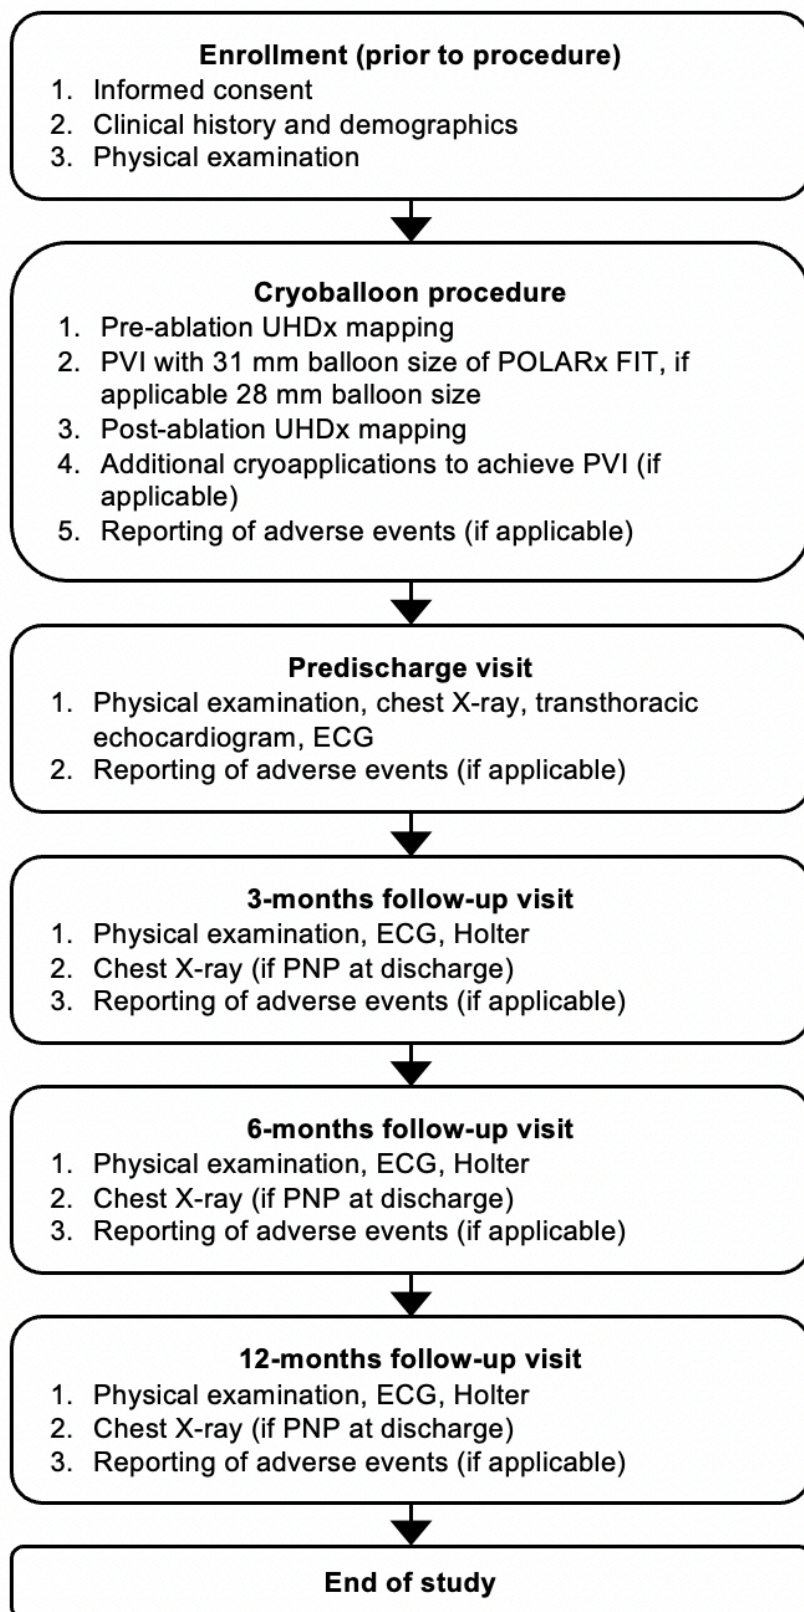 Enrollment (prior to procedure)
1. Informed consent
2. Clinical history and demographics
3. Physical examination
Cryoballoon procedure
1. Pre-ablation UHDx mapping
2. PVI with 31 mm balloon size of POLARx FIT, if
applicable 28 mm balloon size
3. Post-ablation UHDx mapping
4. Additional cryoapplications to achieve PVI (if
applicable)
5. Reporting of adverse events (if applicable)
Predischarge visit
1. Physical examination, chest X-ray, transthoracic
echocardiogram, ECG
2. Reporting of adverse events (if applicable)
3-months follow-up visit
1. Physical examination, ECG, Holter
2. Chest X-ray (if PNP at discharge)
3. Reporting of adverse events (if applicable)
6-months follow-up visit
1. Physical examination, ECG, Holter
2. Chest X-ray (if PNP at discharge)
3. Reporting of adverse events (if applicable)
12-months follow-up visit
1. Physical examination, ECG, Holter
2. Chest X-ray (if PNP at discharge)
3. Reporting of adverse events (if applicable)
End of study